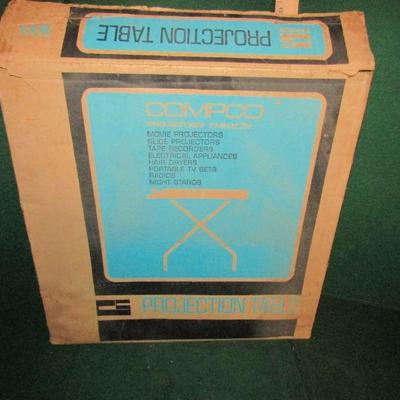 PROJECTION TABLE
COMPCO
MOVIE PROJECTORS
SLIDE PROJECTORS
TAPE RECORDERS
ELECTRICAL APPLIANCES
HAIR DRYERS
PORTABLE TV SETS
RADIOS
NIGHT STANDS
PROJECTION TABLE